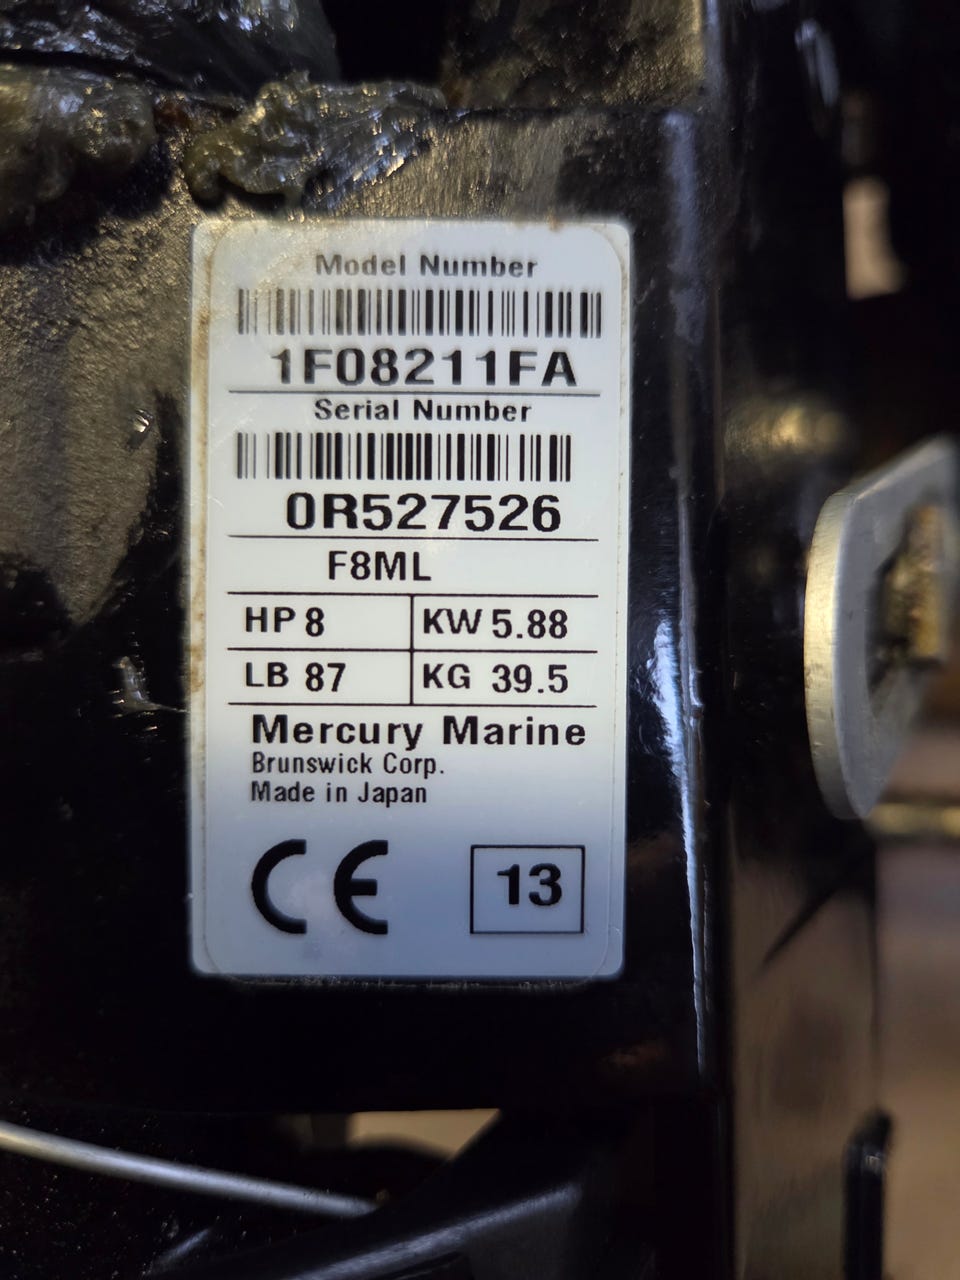 Model Number
1F08211FA
Serial Number
0R527526
F8ML
HP 8 KW 5.88
LB 87 KG 39.5
Mercury Marine
Brunswick Corp.
Made in Japan
CE 13